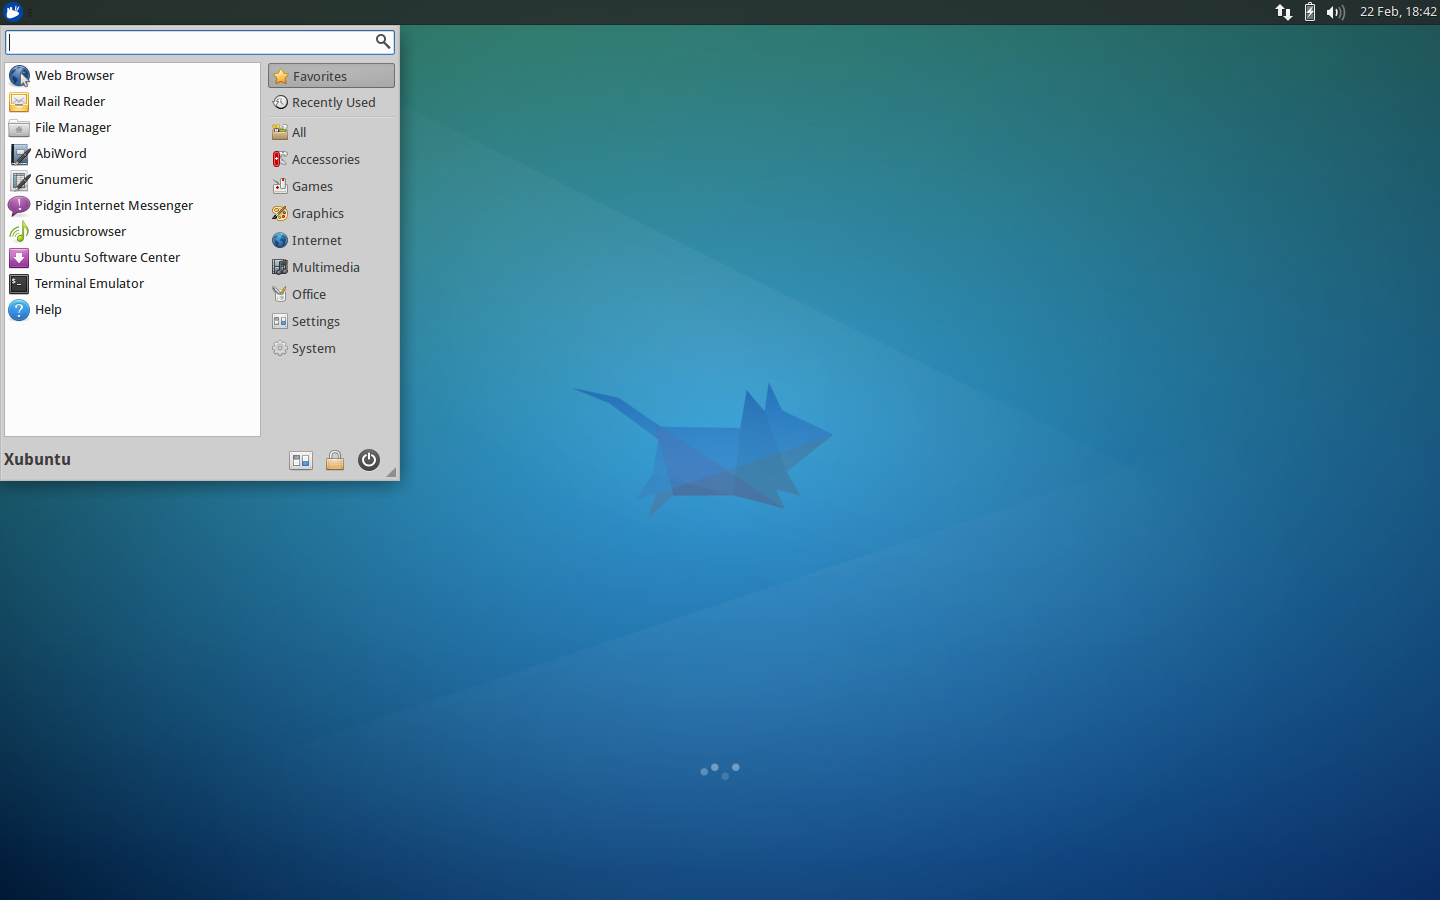 22 Feb, 18:42
Web Browser
Mail Reader
File Manager
AbiWord
Gnumeric
Pidgin Internet Messenger
gmusicbrowser
Ubuntu Software Center
Terminal Emulator
Help
Favorites
Recently Used
All
Accessories
Games
Graphics
Internet
Multimedia
Office
Settings
System
Xubuntu